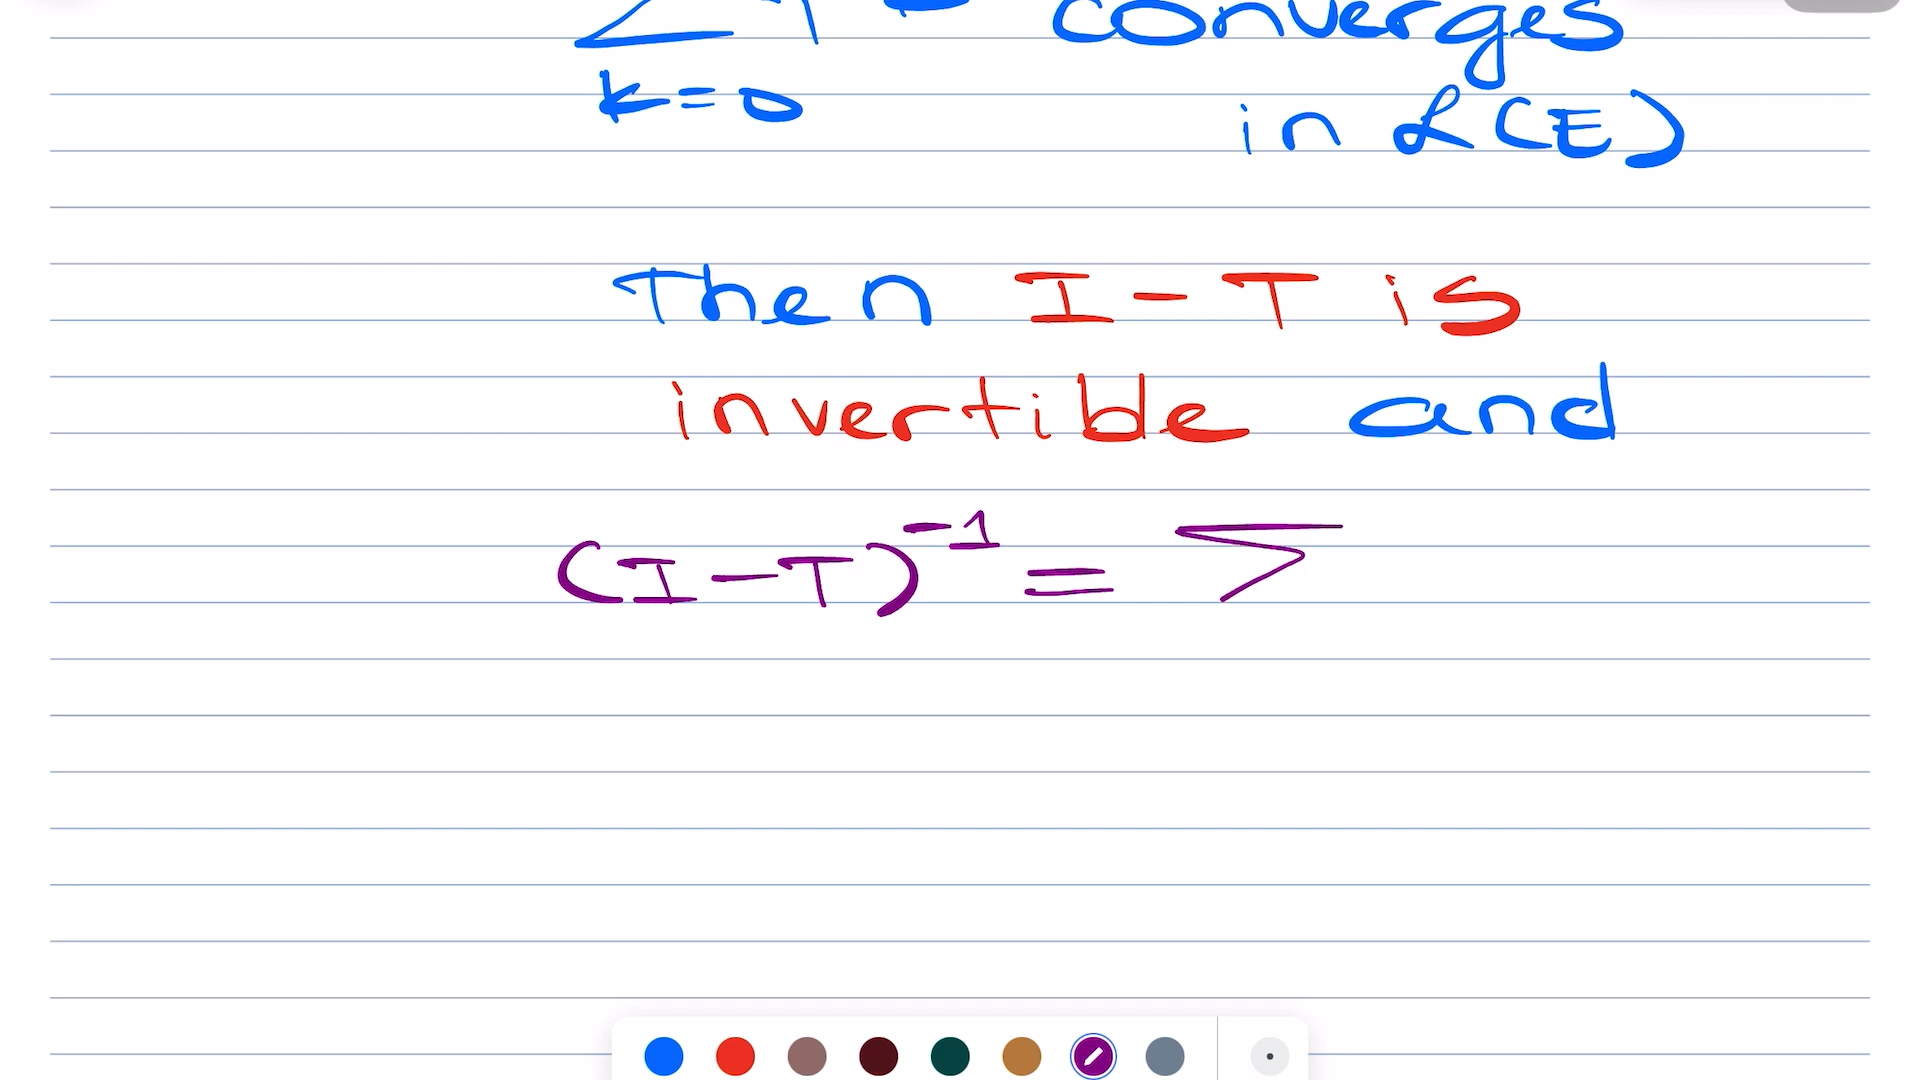 Σ T converges
k=0
in ℒ(E)
Then I - T is
invertible and
(I-T)⁻¹ = Σ